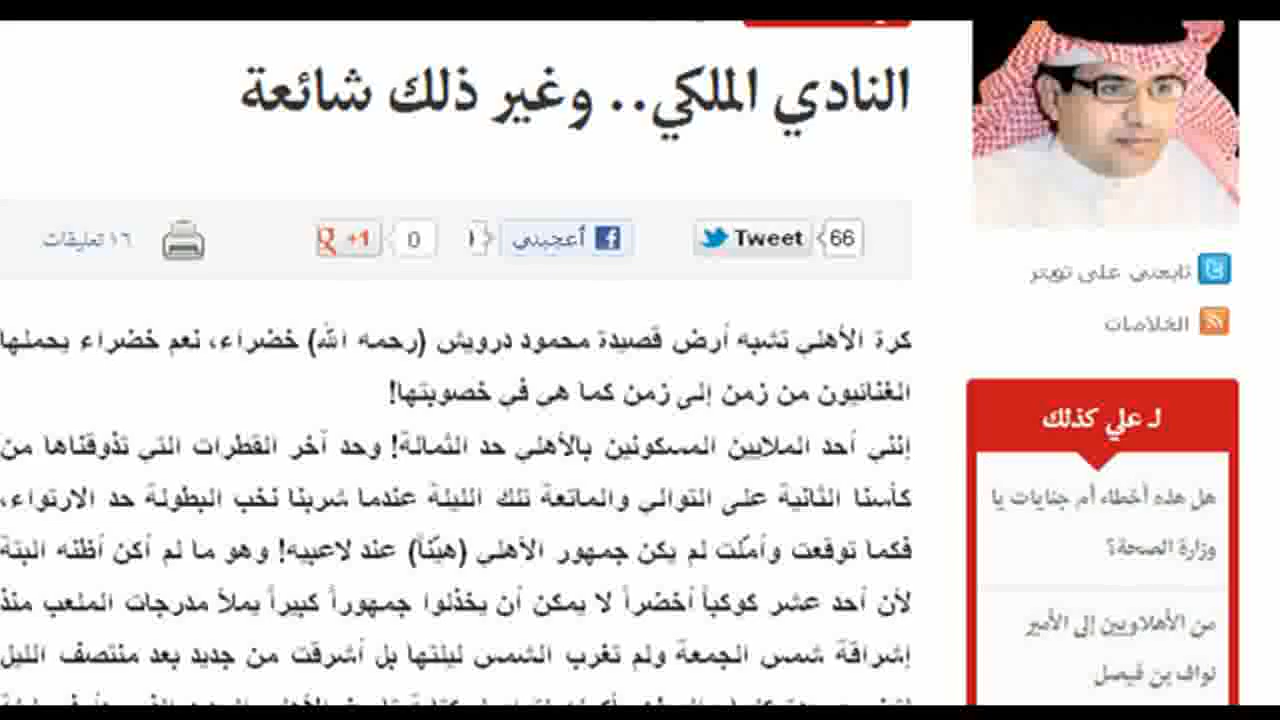 النادي الملكي.. وغير ذلك شائعة
Tweet 66
أعجبني
+1 0
١٦ تعليقات
تابعني على تويتر
الخلاصات
كرة الأهلي تشبه أرض قصيدة محمود درويش (رحمه الله) خضراء، نعم خضراء يحملها
الغنائيون من زمن إلى زمن كما هي في خصوبتها!
إنني أحد الملايين المسكونين بالأهلي حد الثمالة! وحد آخر القطرات التي تذوقناها من
كأسنا الثانية على التوالي والماتعة تلك الليلة عندما شربنا نخب البطولة حد الارتواء،
فكما توقعت وأملت لم يكن جمهور الأهلي (هيّناً) عند لاعبيه! وهو ما لم أكن أظنه البتة
لأن أحد عشر كوكباً أخضراً لا يمكن أن يخذلوا جمهوراً كبيراً يملأ مدرجات الملعب منذ
إشراقة شمس الجمعة ولم تغرب الشمس ليلتها بل أشرقت من جديد بعد منتصف الليل
لـ علي كذلك
هل هذه أخطاء أم جنايات يا
وزارة الصحة؟
من الأهلاويين إلى الأمير
نواف بن فيصل